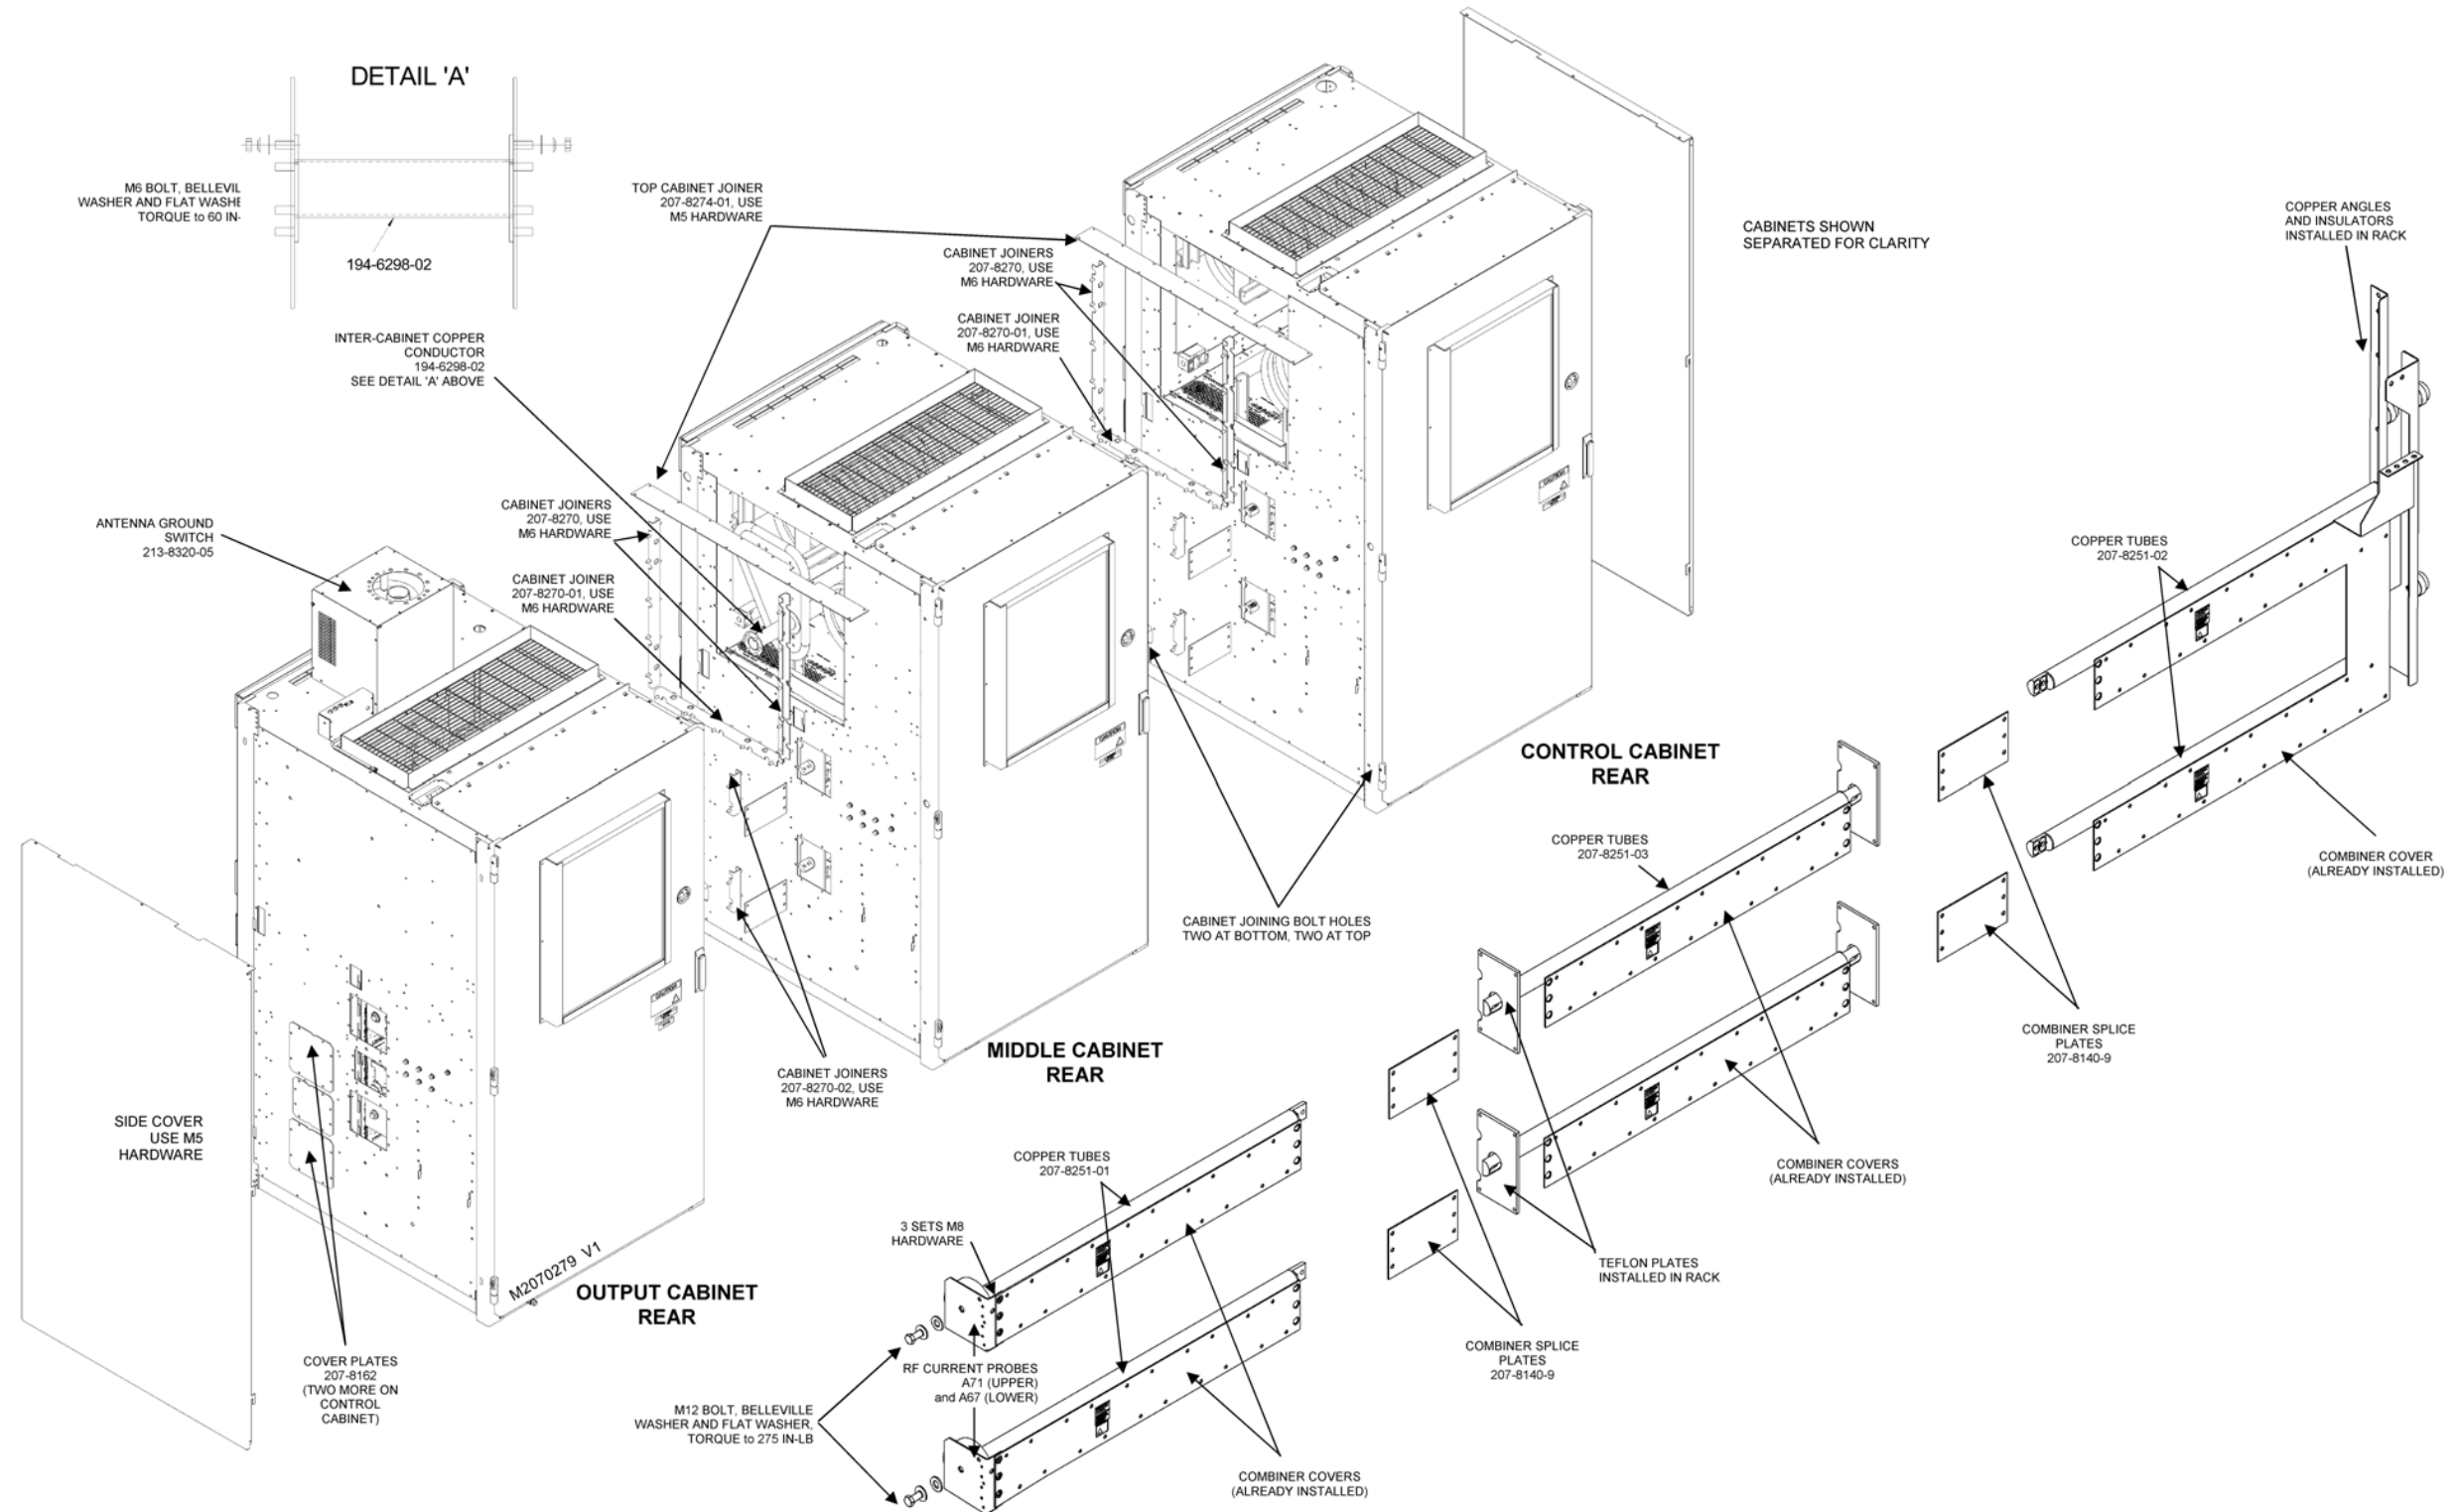 DETAIL 'A'
M6 BOLT, BELLEVIL
WASHER AND FLAT WASHE
TORQUE to 60 IN-
194-6298-02
TOP CABINET JOINER
207-8274-01, USE
M5 HARDWARE
CABINET JOINERS
207-8270, USE
M6 HARDWARE
CABINET JOINER
207-8270-01, USE
M6 HARDWARE
CABINETS SHOWN
SEPARATED FOR CLARITY
COPPER ANGLES
AND INSULATORS
INSTALLED IN RACK
INTER-CABINET COPPER
CONDUCTOR
194-6298-02
SEE DETAIL 'A' ABOVE
CABINET JOINERS
207-8270, USE
M6 HARDWARE
ANTENNA GROUND
SWITCH
213-8320-05
CABINET JOINER
207-8270-01, USE
M6 HARDWARE
COPPER TUBES
207-8251-02
CAUTION
CAUTION
CAUTION
CONTROL CABINET
REAR
COPPER TUBES
207-8251-03
COMBINER COVER
(ALREADY INSTALLED)
CABINET JOINING BOLT HOLES
TWO AT BOTTOM, TWO AT TOP
COMBINER SPLICE
PLATES
207-8140-9
MIDDLE CABINET
REAR
CABINET JOINERS
207-8270-02, USE
M6 HARDWARE
SIDE COVER
USE M5
HARDWARE
COPPER TUBES
207-8251-01
COMBINER COVERS
(ALREADY INSTALLED)
3 SETS M8
HARDWARE
TEFLON PLATES
INSTALLED IN RACK
M2070279 V1
OUTPUT CABINET
REAR
COVER PLATES
207-8162
(TWO MORE ON
CONTROL
CABINET)
RF CURRENT PROBES
A71 (UPPER)
and A67 (LOWER)
COMBINER SPLICE
PLATES
207-8140-9
M12 BOLT, BELLEVILLE
WASHER AND FLAT WASHER,
TORQUE to 275 IN-LB
COMBINER COVERS
(ALREADY INSTALLED)